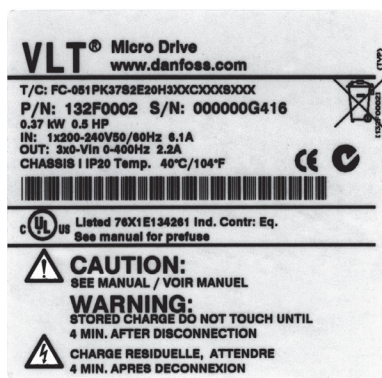 VLT® Micro Drive
www.danfoss.com
T/C: FC-051PK37S2E20H3XXCXXXSXXX
P/N: 132F0002 S/N: 000000G416
0.37 kW 0.5 HP
IN: 1x200-240V50/60Hz 6.1A
OUT: 3x0-Vin 0-400Hz 2.2A
CHASSIS I IP20 Temp. 40°C/104°F
CE
c UL us Listed 76X1E134261 Ind. Contr: Eq.
See manual for prefuse
CAUTION:
SEE MANUAL / VOIR MANUEL
WARNING:
STORED CHARGE DO NOT TOUCH UNTIL
4 MIN. AFTER DISCONNECTION
CHARGE RESIDUELLE, ATTENDRE
4 MIN. APRES DECONNEXION